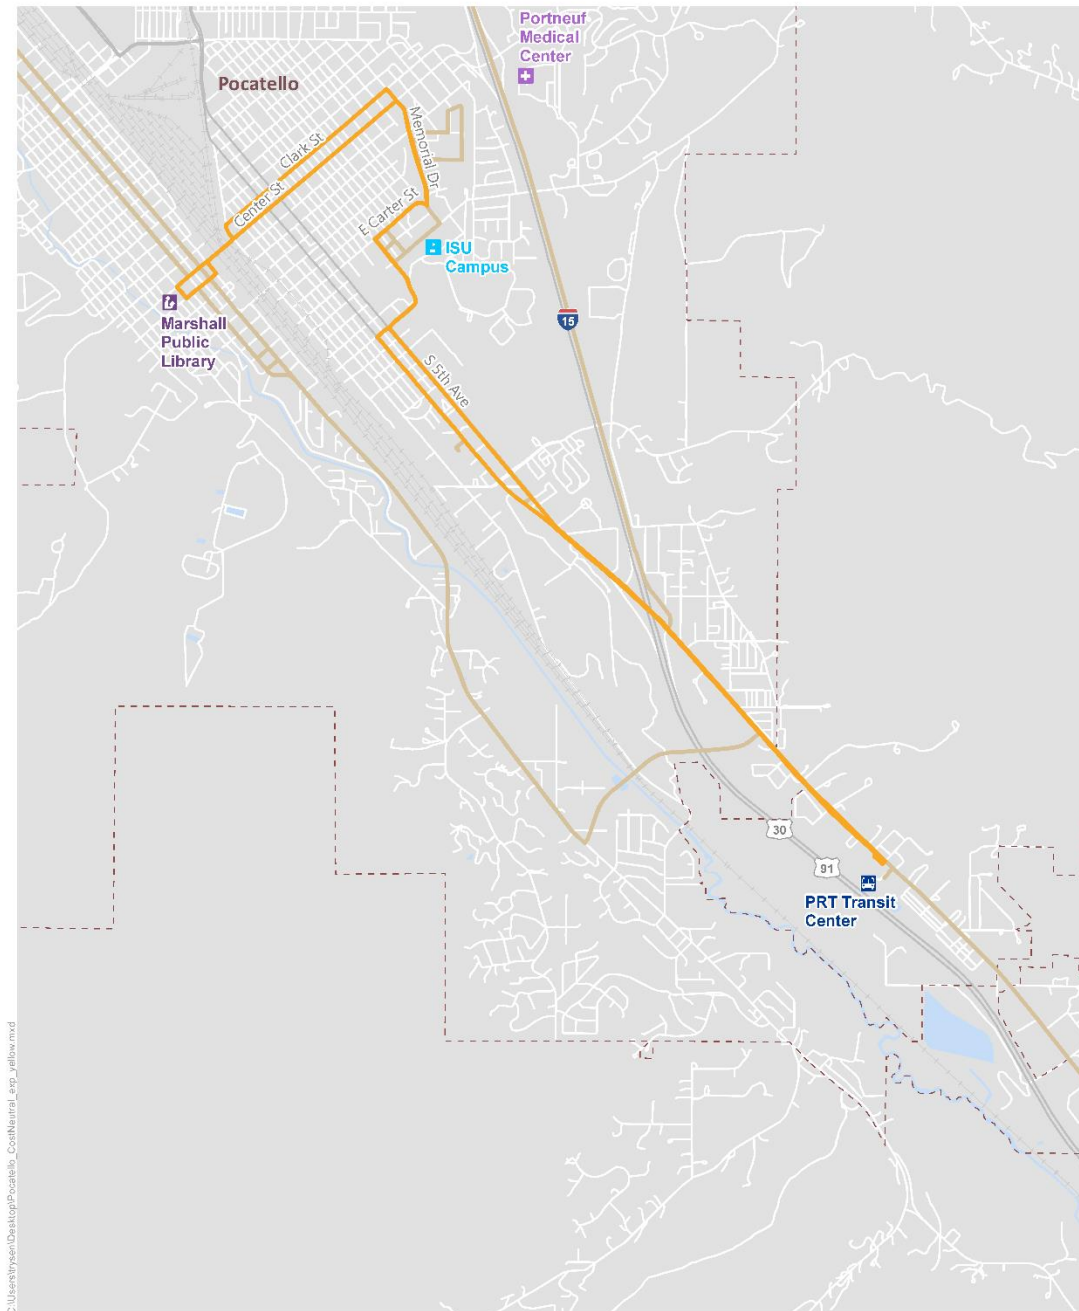 Portneuf
Medical
Center
Pocatello
Clark St
Memorial Dr
Center St
E Carter St
ISU
Campus
15
Marshall
Public
Library
S 5th Ave
30
91
PRT Transit
Center
C:\Users\trysen\Desktop\Pocatello_CostNeutral_exp_yellow.mxd